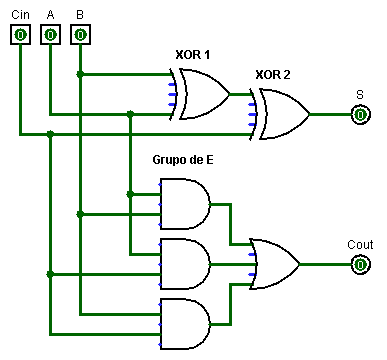 Cin A B
0 0 0
XOR 1
XOR 2
S
0
Grupo de E
Cout
0